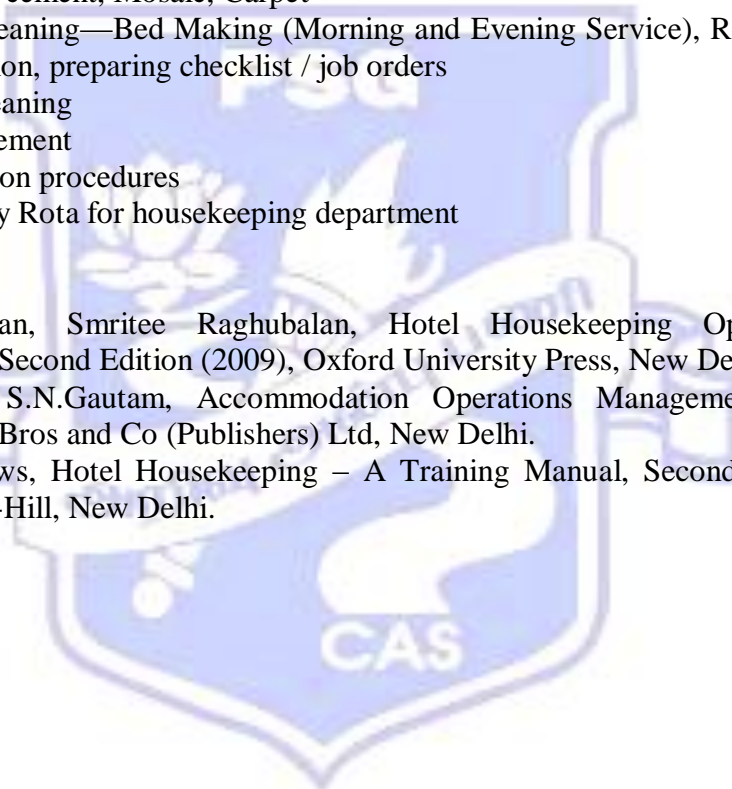 cement, Mosaic, Carpet
eaning—Bed Making (Morning and Evening Service), R
on, preparing checklist / job orders
eaning
ement
on procedures
y Rota for housekeeping department
PSG
an, Smritee Raghubalan, Hotel Housekeeping Op
Second Edition (2009), Oxford University Press, New De
S.N.Gautam, Accommodation Operations Manageme
Bros and Co (Publishers) Ltd, New Delhi.
ws, Hotel Housekeeping – A Training Manual, Second
-Hill, New Delhi.
CAS